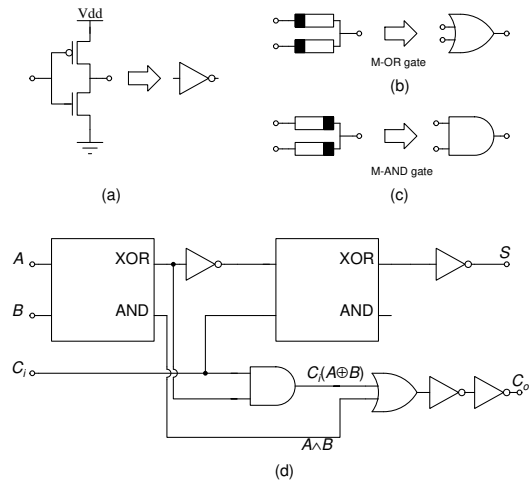 Vdd
(a)
M-OR gate
(b)
M-AND gate
(c)
A
B
C_i
XOR
AND
XOR
AND
S
C_i(A⊕B)
C_o
A∧B
(d)